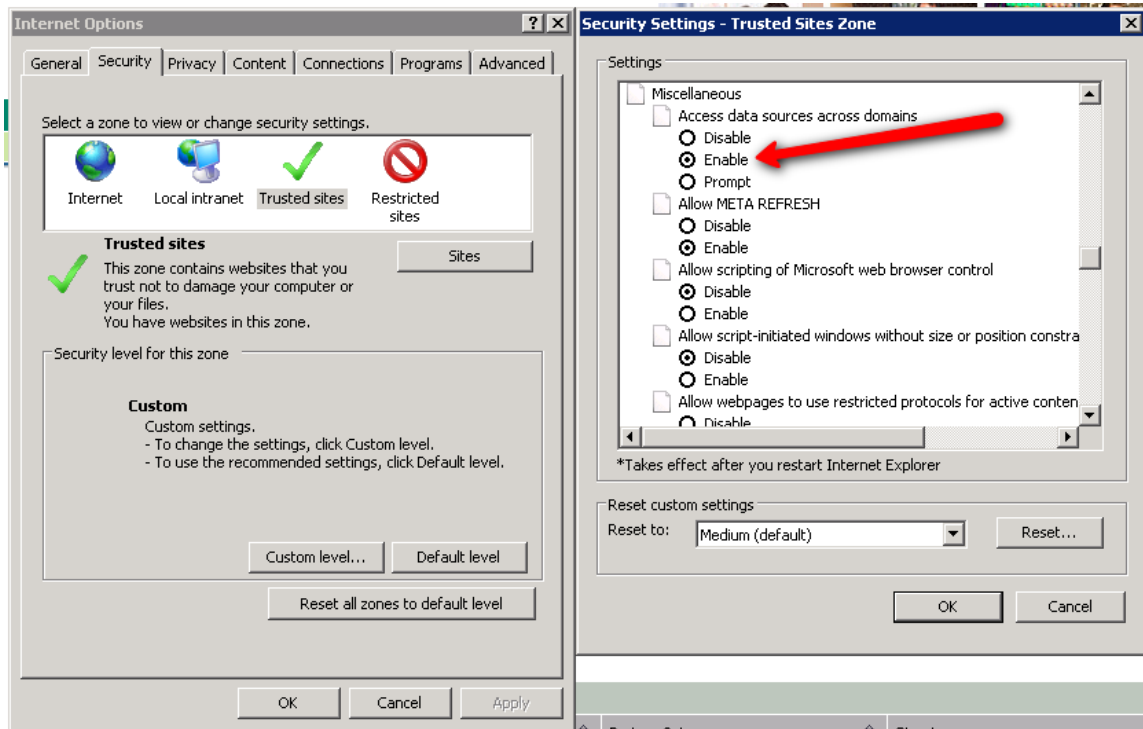 Internet Options
General Security Privacy Content Connections Programs Advanced
Select a zone to view or change security settings.
Internet Local intranet Trusted sites Restricted
sites
Trusted sites
Sites
This zone contains websites that you
trust not to damage your computer or
your files.
You have websites in this zone.
Security level for this zone
Custom
Custom settings.
- To change the settings, click Custom level.
- To use the recommended settings, click Default level.
Custom level... Default level
Reset all zones to default level
OK Cancel Apply
Security Settings - Trusted Sites Zone
Settings
Miscellaneous
Access data sources across domains
Disable
Enable
Prompt
Allow META REFRESH
Disable
Enable
Allow scripting of Microsoft web browser control
Disable
Enable
Allow script-initiated windows without size or position constra
Disable
Enable
Allow webpages to use restricted protocols for active conten
Disable
*Takes effect after you restart Internet Explorer
Reset custom settings
Reset to: Medium (default) Reset...
OK Cancel